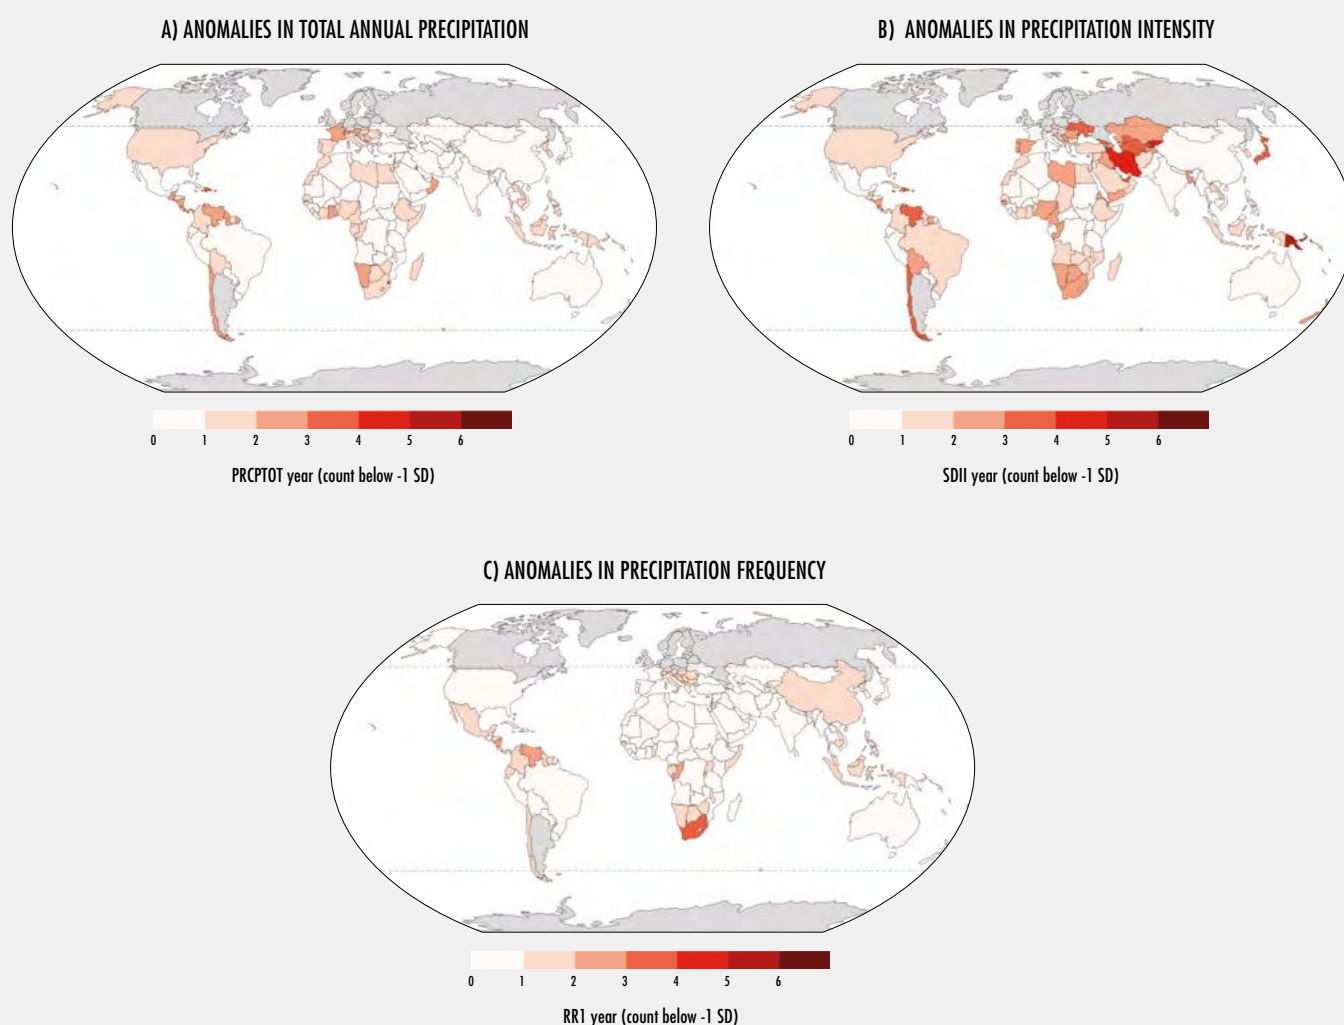 A) ANOMALIES IN TOTAL ANNUAL PRECIPITATION
0 1 2 3 4 5 6
PRCPTOT year (count below -1 SD)
B) ANOMALIES IN PRECIPITATION INTENSITY
0 1 2 3 4 5 6
SDII year (count below -1 SD)
C) ANOMALIES IN PRECIPITATION FREQUENCY
0 1 2 3 4 5 6
RR1 year (count below -1 SD)